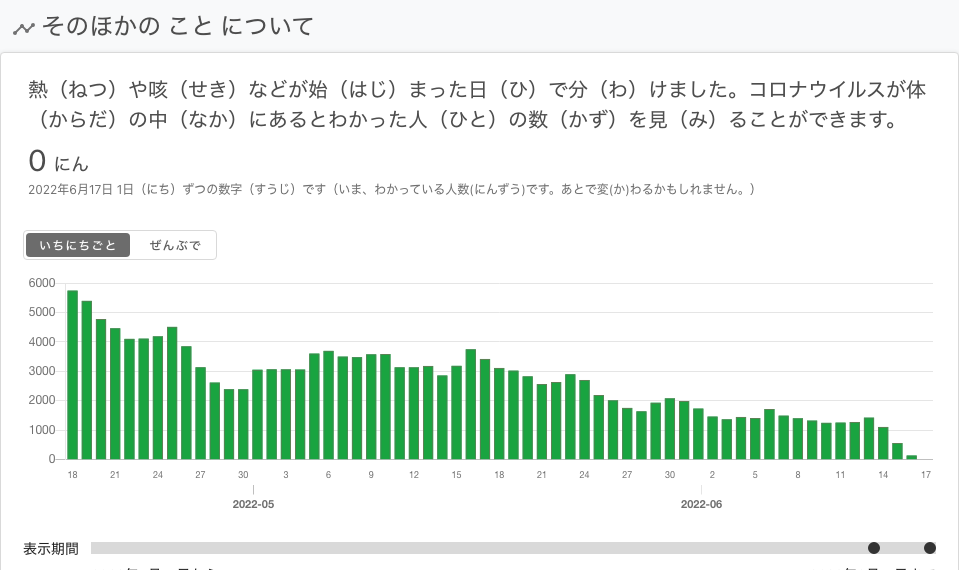 そのほかの こと について
熱（ねつ）や咳（せき）などが始（はじ）まった日（ひ）で分（わ）けました。コロナウイルスが体
（からだ）の中（なか）にあるとわかった人（ひと）の数（かず）を見（み）ることができます。
0 にん
2022年6月17日 1日（にち）ずつの数字（すうじ）です（いま、わかっている人数(にんずう)です。あとで変(か)わるかもしれません。）
いちにちごと ぜんぶで
6000
5000
4000
3000
2000
1000
0
18 21 24 27 30 3 6 9 12 15 18 21 24 27 30 2 5 8 11 14 17
2022-05 2022-06
表示期間